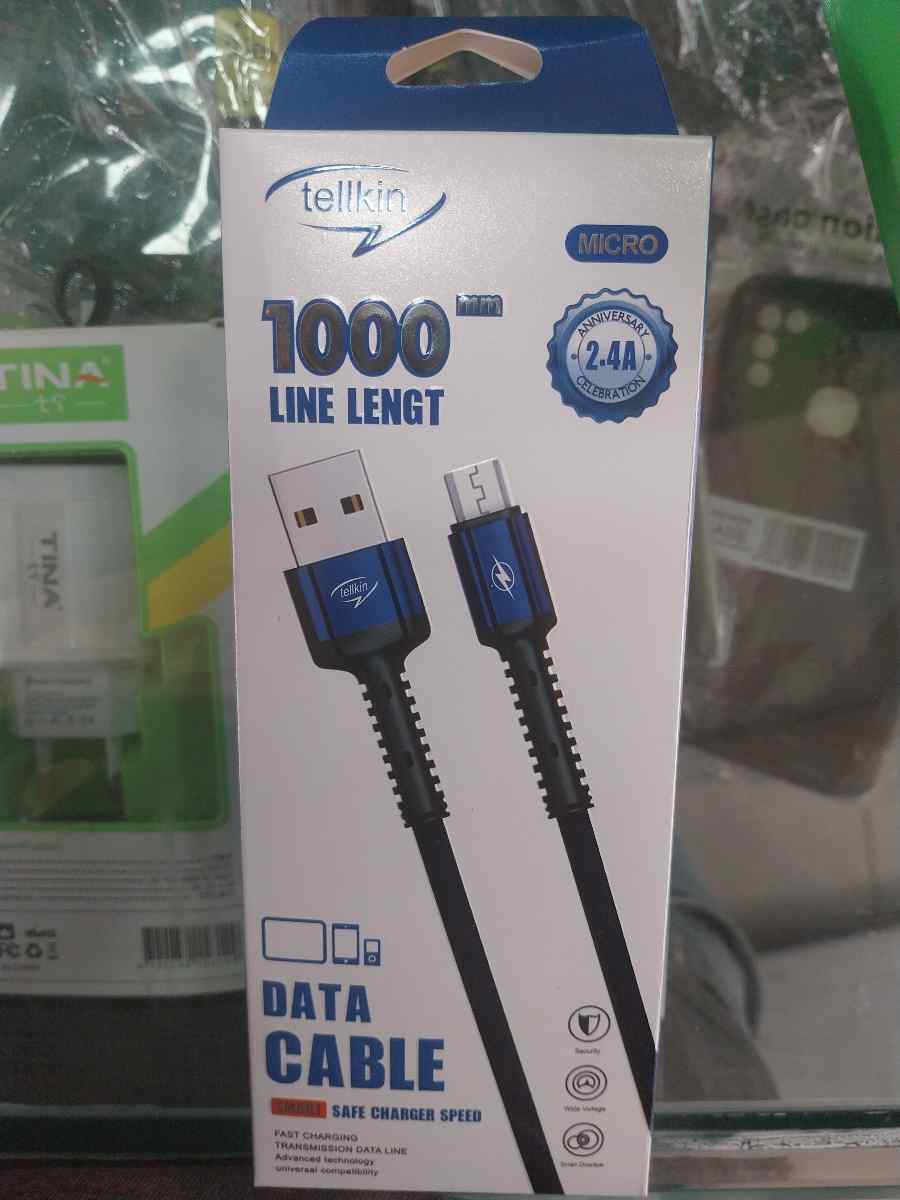 tellkin
MICRO
1000 mm
LINE LENGT
ANNIVERSARY
2.4A
CELEBRATION
tellkin
DATA
CABLE
SMART SAFE CHARGER SPEED
FAST CHARGING
TRANSMISSION DATA LINE
Advanced technology
universal compatibility
Security
Wide Voltage
TINA
TINA